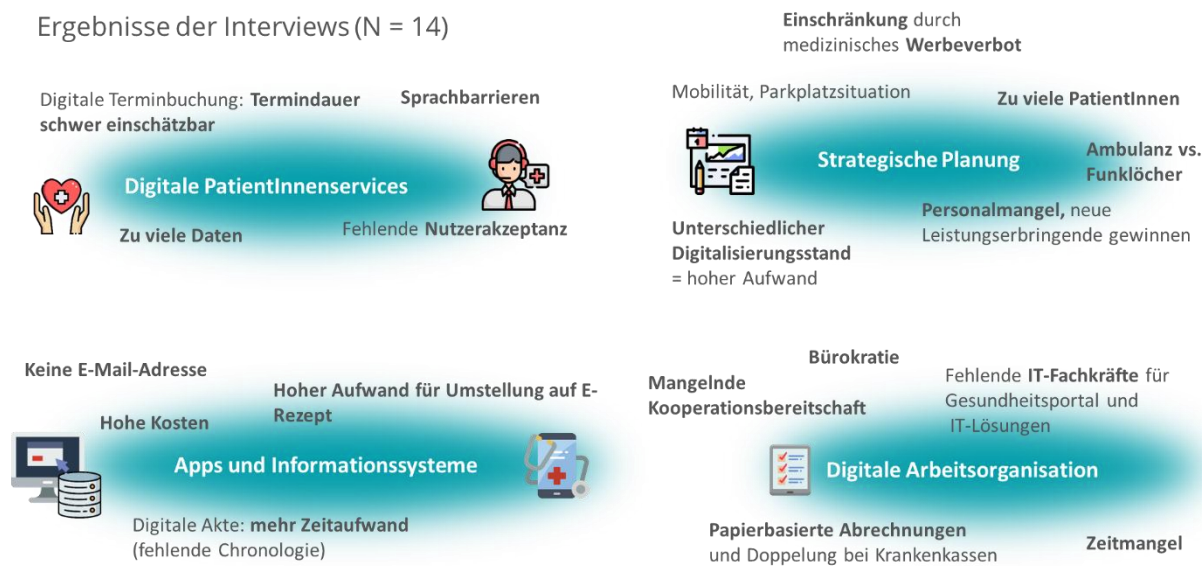 Ergebnisse der Interviews (N = 14)
Digitale Terminbuchung: Termindauer
schwer einschätzbar
Sprachbarrieren
Digitale PatientInnenservices
Zu viele Daten
Fehlende Nutzerakzeptanz
Einschränkung durch
medizinisches Werbeverbot
Mobilität, Parkplatzsituation
Zu viele PatientInnen
Strategische Planung
Ambulanz vs.
Funklöcher
Unterschiedlicher
Digitalisierungsstand
= hoher Aufwand
Personalmangel, neue
Leistungserbringende gewinnen
Keine E-Mail-Adresse
Hohe Kosten
Hoher Aufwand für Umstellung auf E-
Rezept
Apps und Informationssysteme
Digitale Akte: mehr Zeitaufwand
(fehlende Chronologie)
Bürokratie
Mangelnde
Kooperationsbereitschaft
Fehlende IT-Fachkräfte für
Gesundheitsportal und
IT-Lösungen
Digitale Arbeitsorganisation
Papierbasierte Abrechnungen
und Doppelung bei Krankenkassen
Zeitmangel